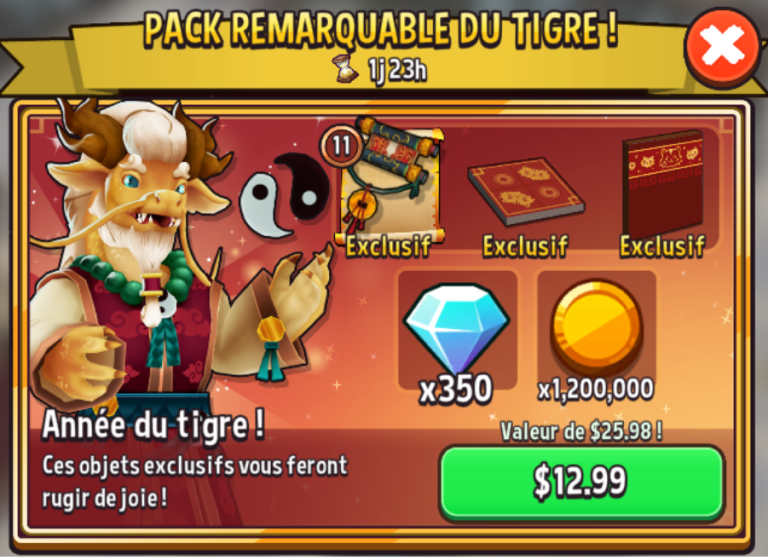 PACK REMARQUABLE DU TIGRE !
1j 23h
11
Exclusif
Exclusif
Exclusif
x350
x1,200,000
Année du tigre !
Ces objets exclusifs vous feront
rugir de joie !
Valeur de $25.98 !
$12.99